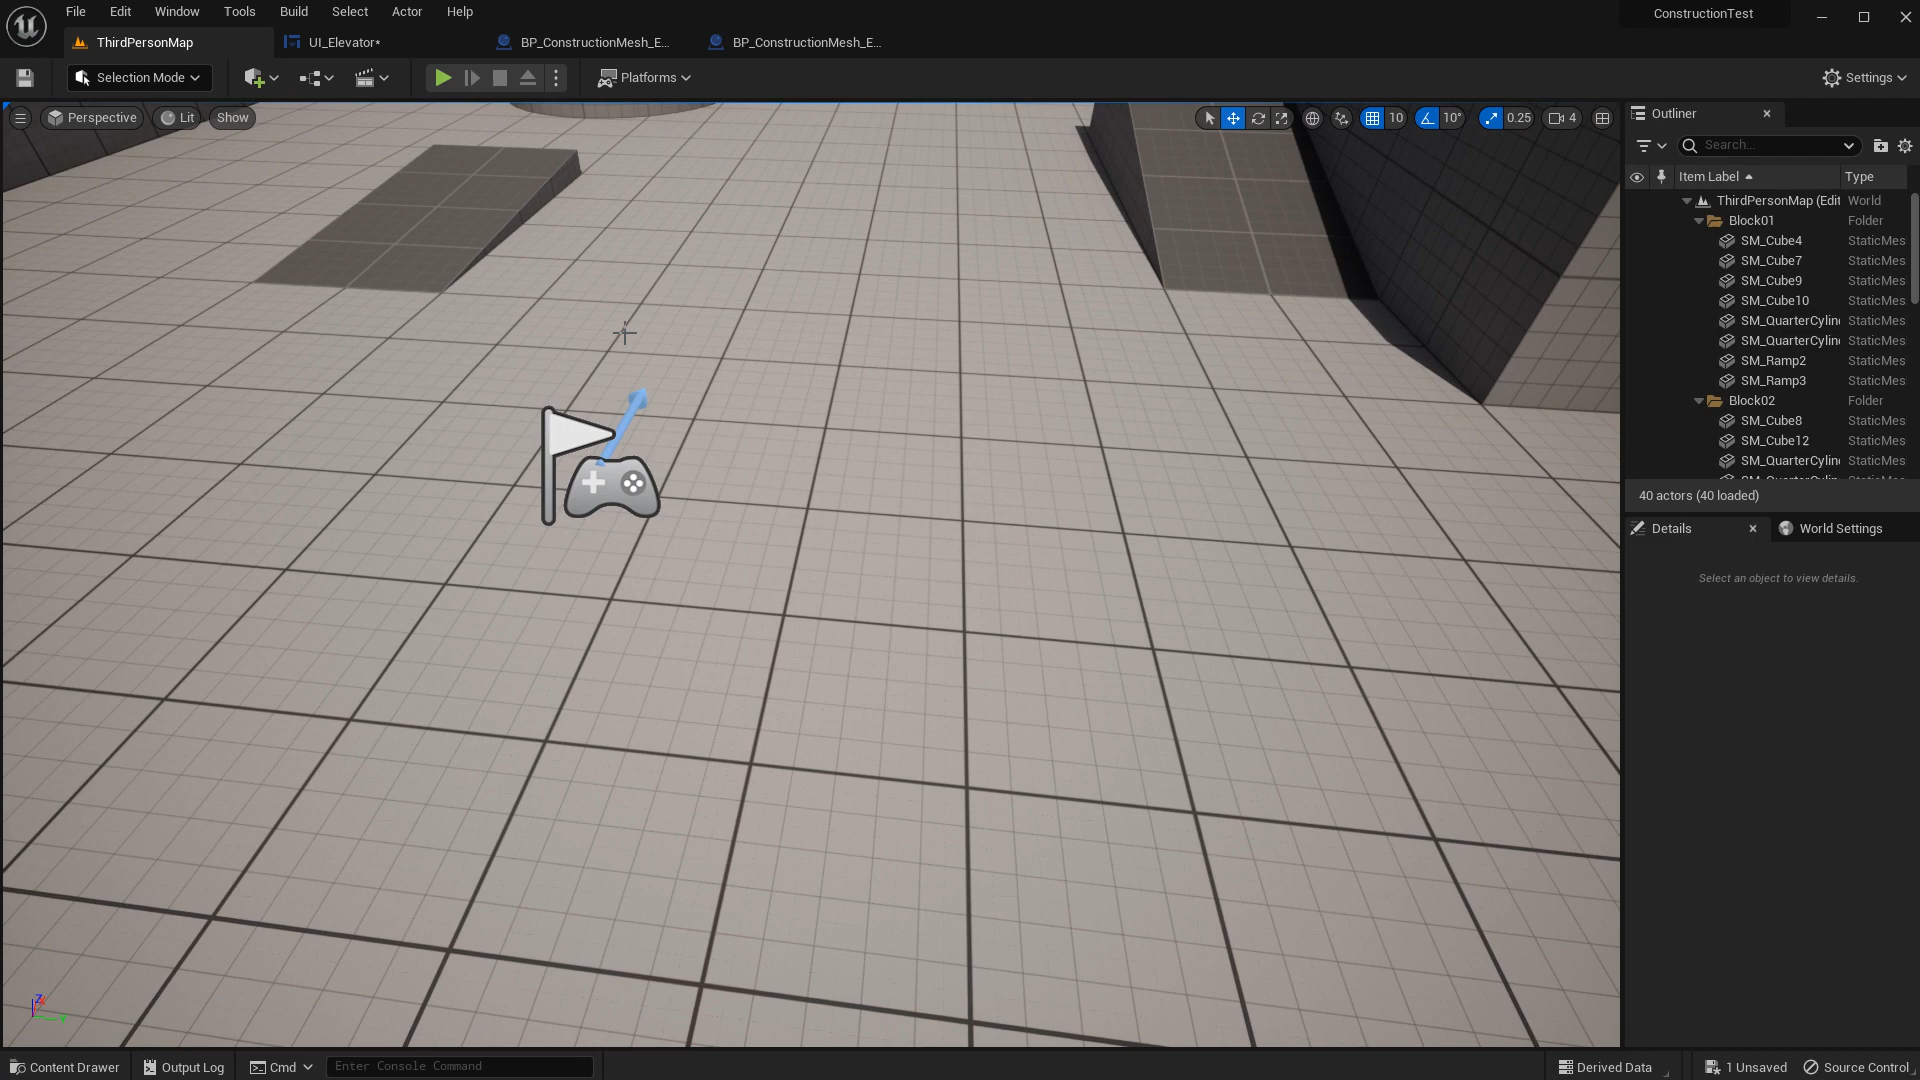 File Edit Window Tools Build Select Actor Help
ConstructionTest
ThirdPersonMap UI_Elevator* BP_ConstructionMesh_E... BP_ConstructionMesh_E...
Selection Mode Platforms Settings
Perspective Lit Show 10 10° 0.25 4
Outliner
Search...
Item Label Type
ThirdPersonMap (Edit World
Block01 Folder
SM_Cube4 StaticMes
SM_Cube7 StaticMes
SM_Cube9 StaticMes
SM_Cube10 StaticMes
SM_QuarterCylin StaticMes
SM_QuarterCylin StaticMes
SM_Ramp2 StaticMes
SM_Ramp3 StaticMes
Block02 Folder
SM_Cube8 StaticMes
SM_Cube12 StaticMes
SM_QuarterCylin StaticMes
40 actors (40 loaded)
Details World Settings
Select an object to view details.
Z
Content Drawer Output Log Cmd Enter Console Command Derived Data 1 Unsaved Source Control